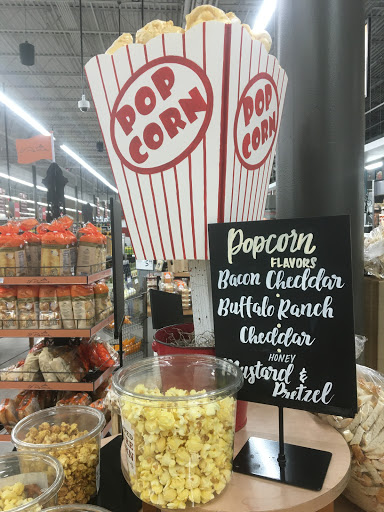 POP
CORN
POP
CORN
Popcorn
FLAVORS
Bacon Cheddar
Buffalo Ranch
Cheddar
HONEY
Mustard &
Pretzel